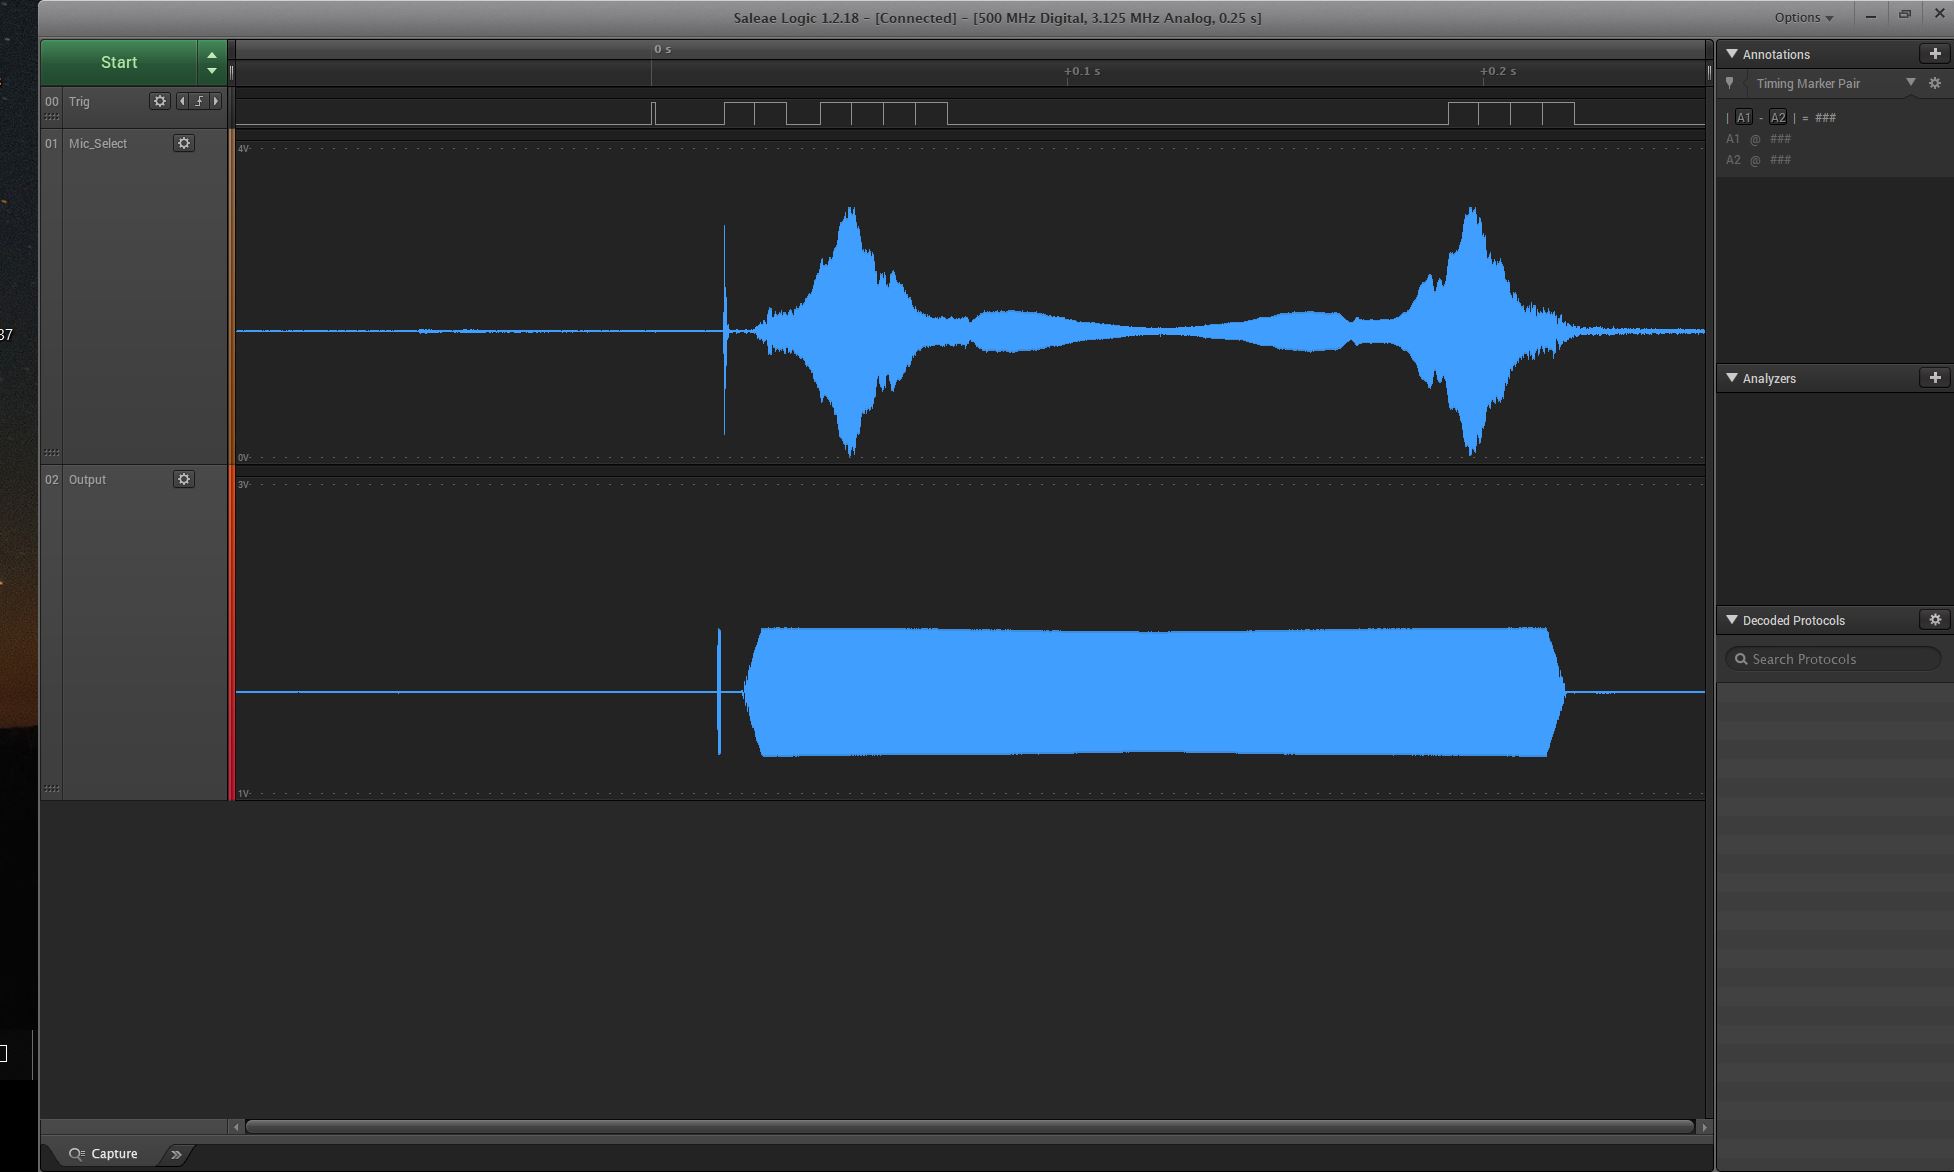 Saleae Logic 1.2.18 - [Connected] - [500 MHz Digital, 3.125 MHz Analog, 0.25 s]
Options
Start
0 s
+0.1 s
+0.2 s
00 Trig
01 Mic_Select
4V
0V
02 Output
3V
1V
37
Annotations
Timing Marker Pair
| A1 - A2 | = ###
A1 @ ###
A2 @ ###
Analyzers
Decoded Protocols
Search Protocols
Capture